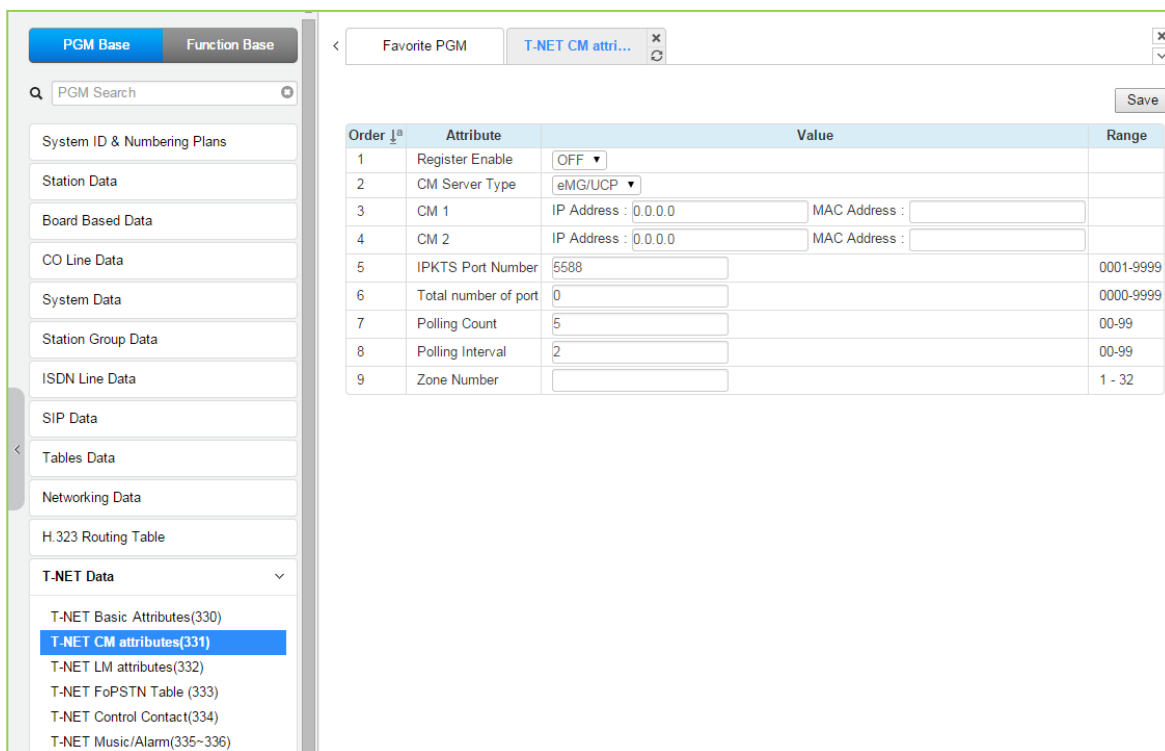 PGM Base Function Base
PGM Search
System ID & Numbering Plans
Station Data
Board Based Data
CO Line Data
System Data
Station Group Data
ISDN Line Data
SIP Data
Tables Data
Networking Data
H.323 Routing Table
T-NET Data
T-NET Basic Attributes(330)
T-NET CM attributes(331)
T-NET LM attributes(332)
T-NET FoPSTN Table (333)
T-NET Control Contact(334)
T-NET Music/Alarm(335~336)
Favorite PGM T-NET CM attri...
Save
Order Attribute Value Range
1 Register Enable OFF
2 CM Server Type eMG/UCP
3 CM 1 IP Address : 0.0.0.0 MAC Address :
4 CM 2 IP Address : 0.0.0.0 MAC Address :
5 IPKTS Port Number 5588 0001-9999
6 Total number of port 0 0000-9999
7 Polling Count 5 00-99
8 Polling Interval 2 00-99
9 Zone Number 1 - 32